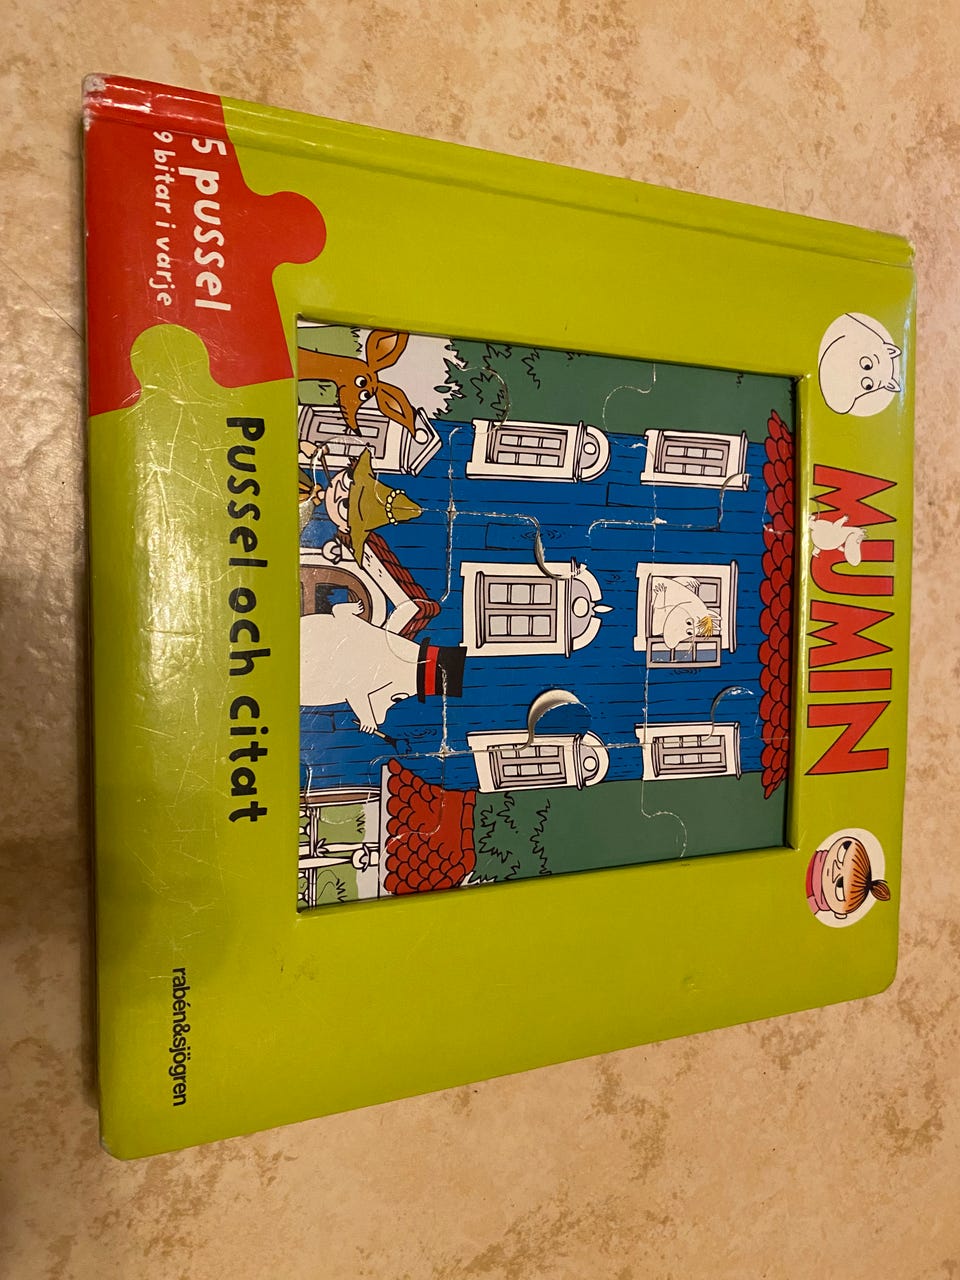 MUMIN
5 pussel
9 bitar i varje
Pussel och citat
rabén&sjögren